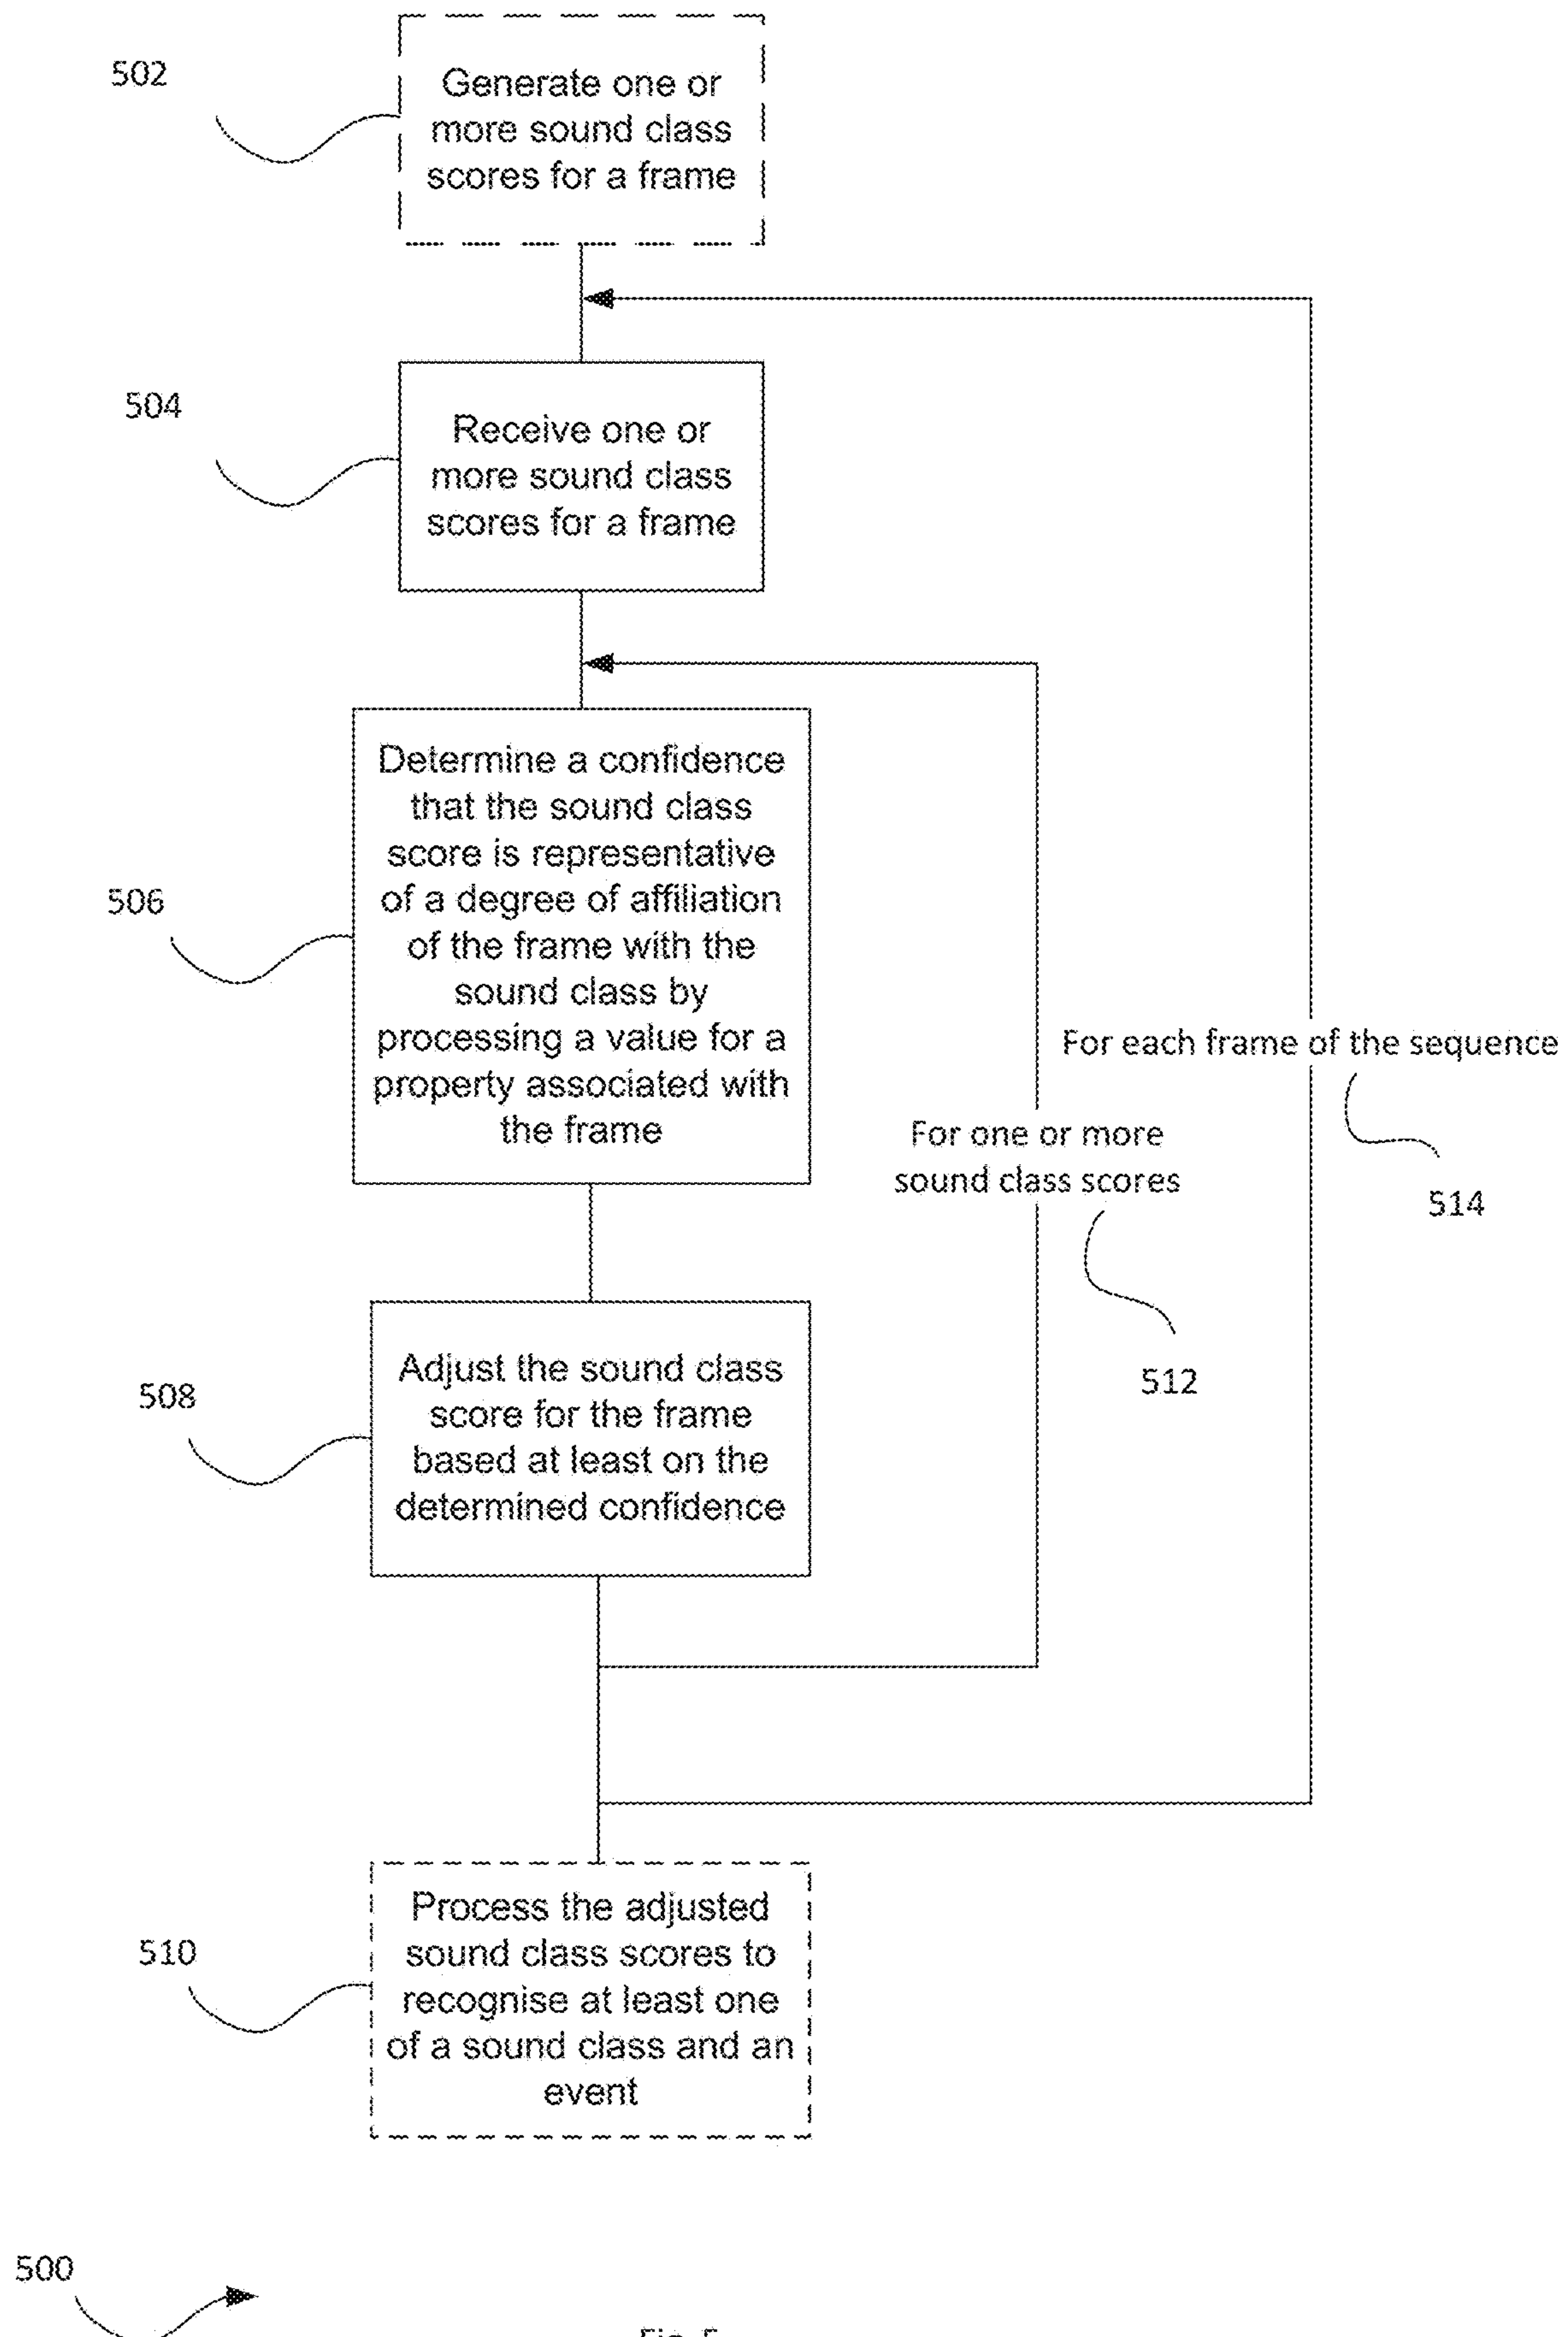 502
Generate one or
more sound class
scores for a frame
504
Receive one or
more sound class
scores for a frame
506
Determine a confidence
that the sound class
score is representative
of a degree of affiliation
of the frame with the
sound class by
processing a value for a
property associated with
the frame
For each frame of the sequence
514
For one or more
sound class scores
512
508
Adjust the sound class
score for the frame
based at least on the
determined confidence
510
Process the adjusted
sound class scores to
recognise at least one
of a sound class and an
event
500
Fig. 5